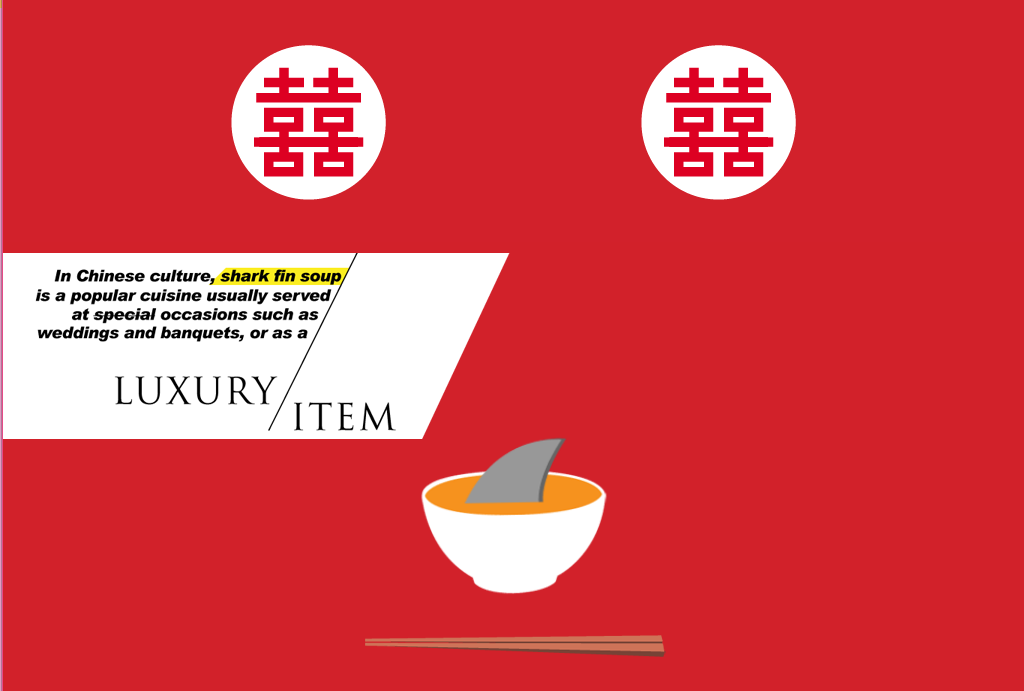 囍 囍
In Chinese culture, shark fin soup
is a popular cuisine usually served
at special occasions such as
weddings and banquets, or as a
LUXURY
ITEM